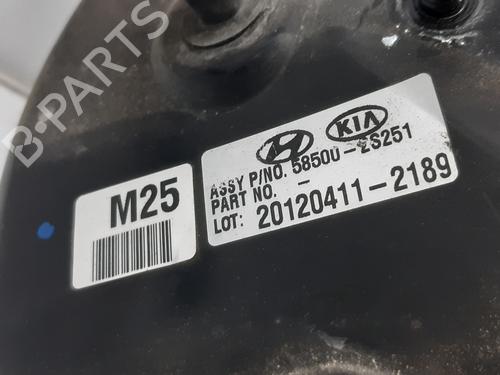 B-PARTS
M25
KIA
ASSY P/NO. 58500-2S251
PART NO. -
LOT: 20120411-2189